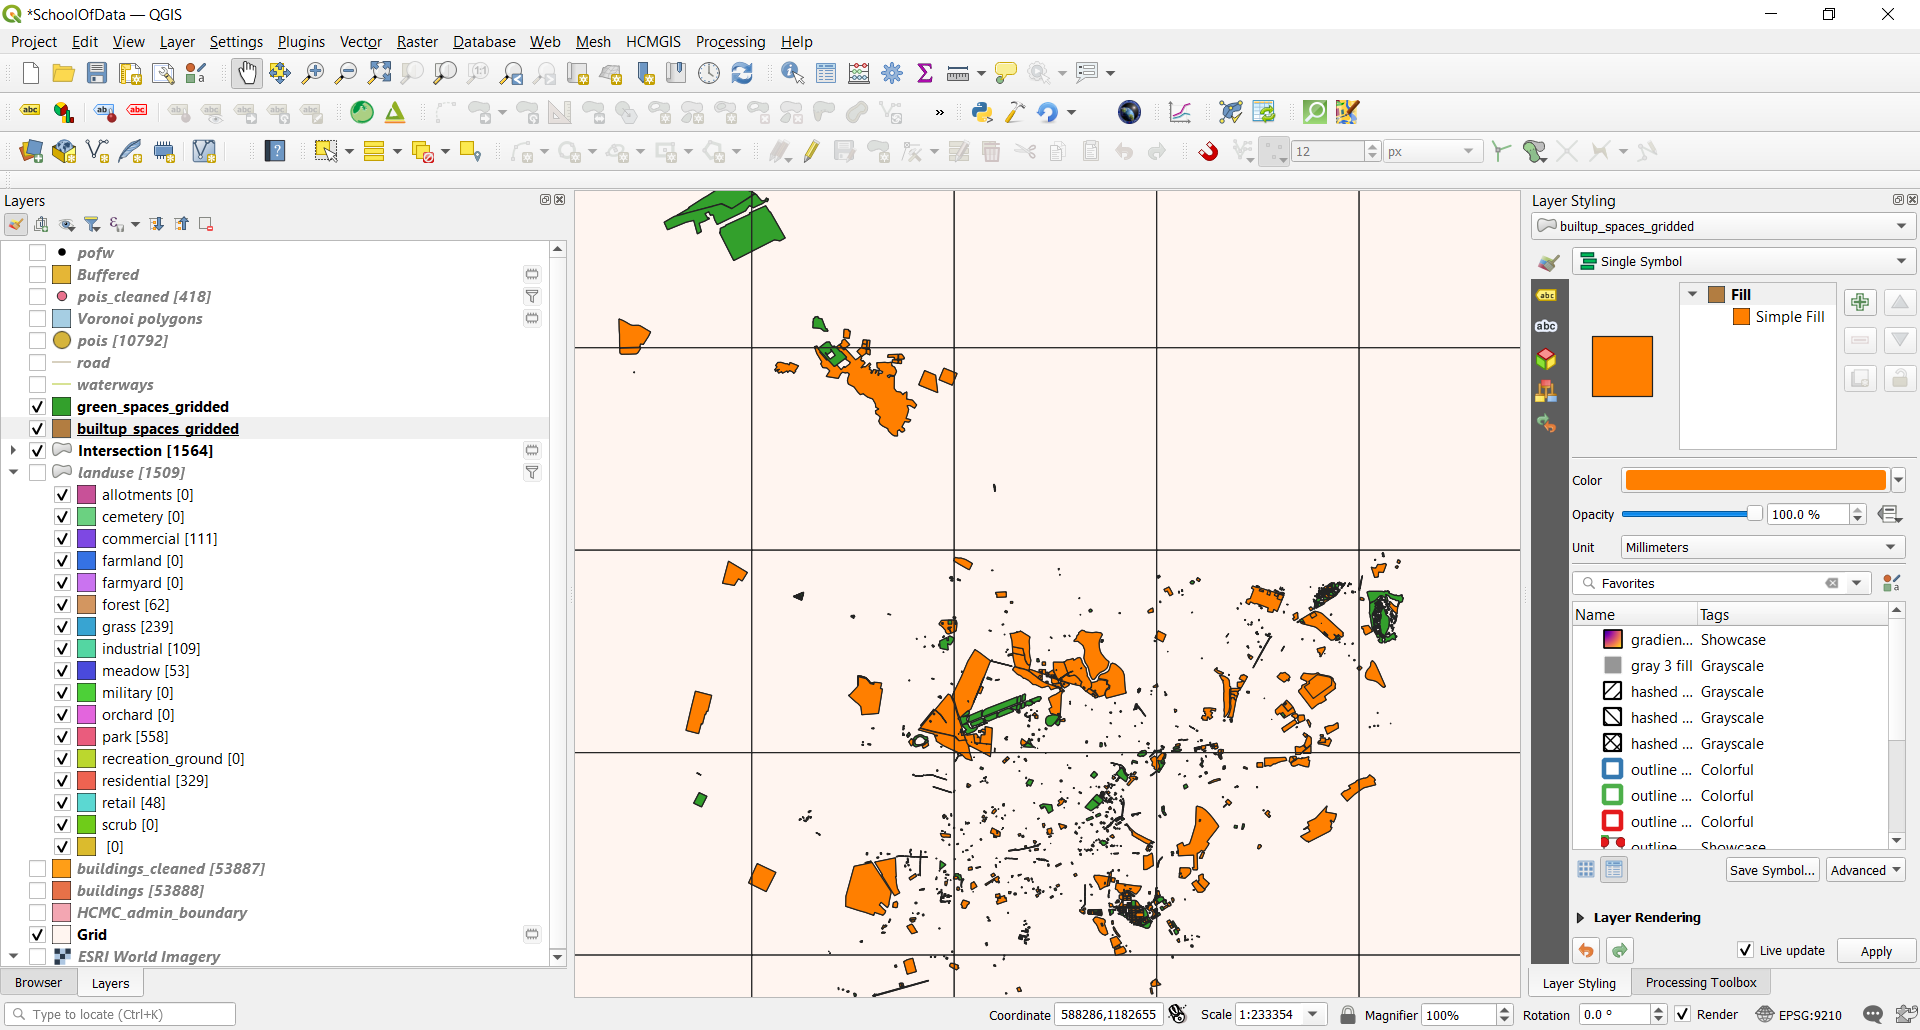 *SchoolOfData — QGIS
Project Edit View Layer Settings Plugins Vector Raster Database Web Mesh HCMGIS Processing Help
12 px
Layers
pofw
Buffered
pois_cleaned [418]
Voronoi polygons
pois [10792]
road
waterways
green_spaces_gridded
builtup_spaces_gridded
Intersection [1564]
landuse [1509]
allotments [0]
cemetery [0]
commercial [111]
farmland [0]
farmyard [0]
forest [62]
grass [239]
industrial [109]
meadow [53]
military [0]
orchard [0]
park [558]
recreation_ground [0]
residential [329]
retail [48]
scrub [0]
[0]
buildings_cleaned [53887]
buildings [53888]
HCMC_admin_boundary
Grid
ESRI World Imagery
Browser Layers
Layer Styling
builtup_spaces_gridded
Single Symbol
Fill
Simple Fill
Color
Opacity 100.0 %
Unit Millimeters
Favorites
Name Tags
gradien... Showcase
gray 3 fill Grayscale
hashed ... Grayscale
hashed ... Grayscale
hashed ... Grayscale
outline ... Colorful
outline ... Colorful
outline ... Colorful
outline ... Showcase
Save Symbol... Advanced
Layer Rendering
Live update Apply
Layer Styling Processing Toolbox
Type to locate (Ctrl+K) Coordinate 588286,1182655 Scale 1:233354 Magnifier 100% Rotation 0.0 ° Render EPSG:9210